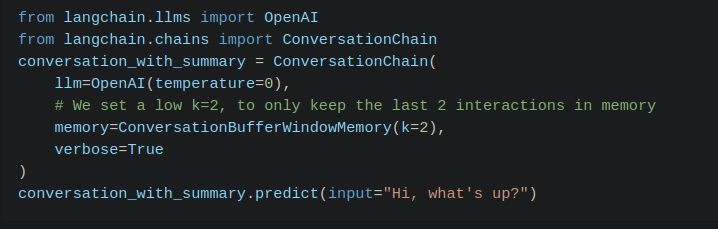 from langchain.llms import OpenAI
from langchain.chains import ConversationChain
conversation_with_summary = ConversationChain(
    llm=OpenAI(temperature=0),
    # We set a low k=2, to only keep the last 2 interactions in memory
    memory=ConversationBufferWindowMemory(k=2),
    verbose=True
)
conversation_with_summary.predict(input="Hi, what's up?")